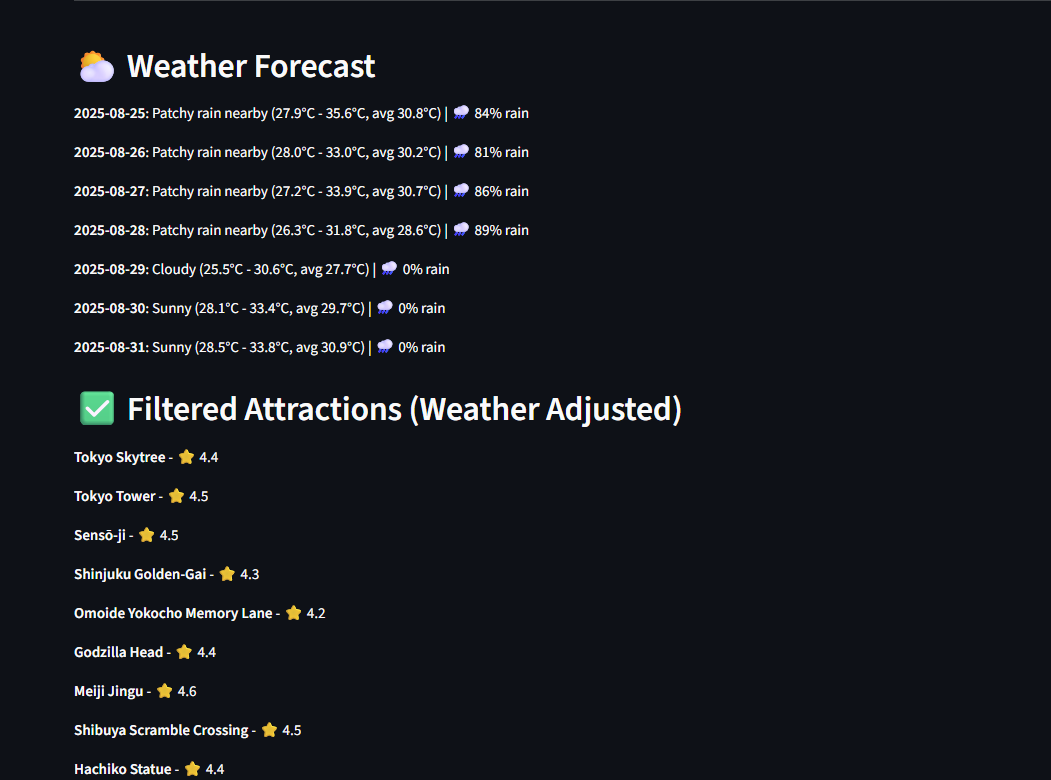 Weather Forecast
2025-08-25: Patchy rain nearby (27.9°C - 35.6°C, avg 30.8°C) | 🌧️ 84% rain
2025-08-26: Patchy rain nearby (28.0°C - 33.0°C, avg 30.2°C) | 🌧️ 81% rain
2025-08-27: Patchy rain nearby (27.2°C - 33.9°C, avg 30.7°C) | 🌧️ 86% rain
2025-08-28: Patchy rain nearby (26.3°C - 31.8°C, avg 28.6°C) | 🌧️ 89% rain
2025-08-29: Cloudy (25.5°C - 30.6°C, avg 27.7°C) | 🌧️ 0% rain
2025-08-30: Sunny (28.1°C - 33.4°C, avg 29.7°C) | 🌧️ 0% rain
2025-08-31: Sunny (28.5°C - 33.8°C, avg 30.9°C) | 🌧️ 0% rain
✅ Filtered Attractions (Weather Adjusted)
Tokyo Skytree - ⭐ 4.4
Tokyo Tower - ⭐ 4.5
Sensō-ji - ⭐ 4.5
Shinjuku Golden-Gai - ⭐ 4.3
Omoide Yokocho Memory Lane - ⭐ 4.2
Godzilla Head - ⭐ 4.4
Meiji Jingu - ⭐ 4.6
Shibuya Scramble Crossing - ⭐ 4.5
Hachiko Statue - ⭐ 4.4